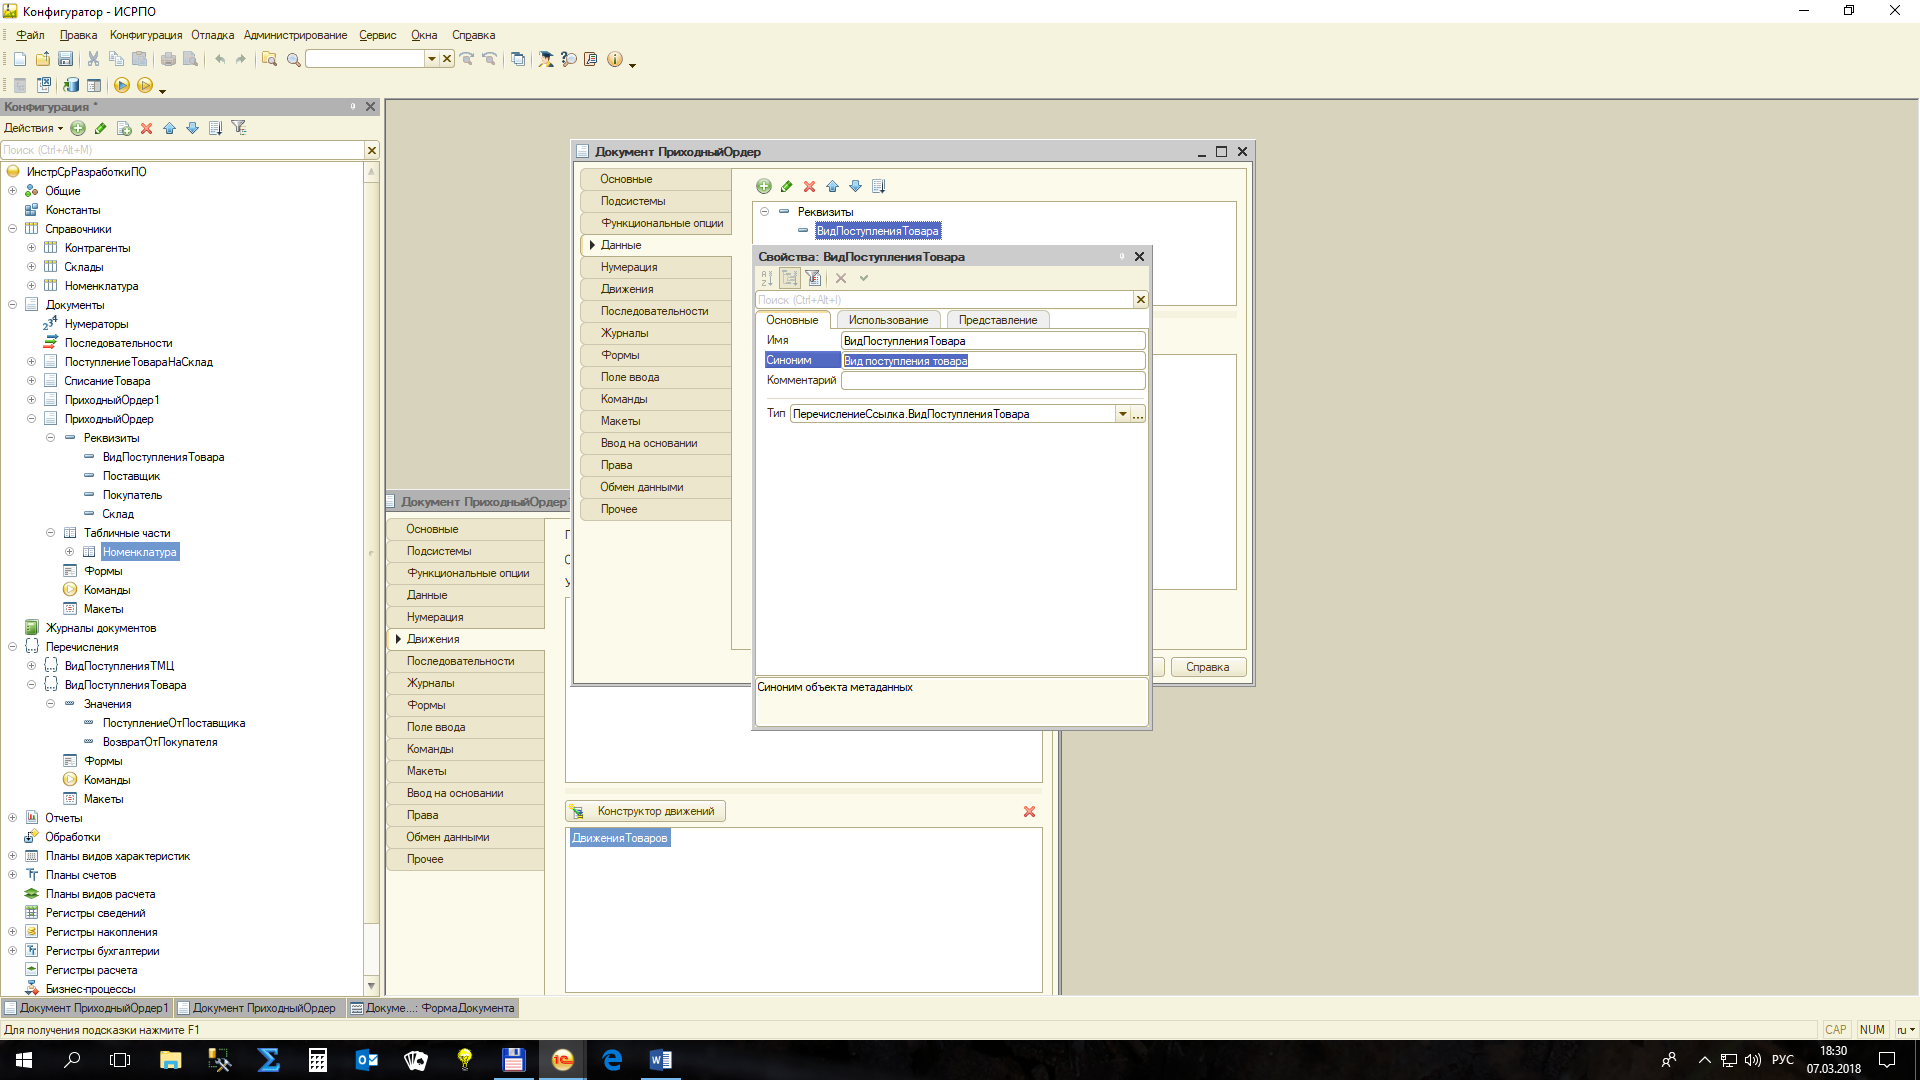 Конфигуратор - ИСРПО
Файл Правка Конфигурация Отладка Администрирование Сервис Окна Справка
Конфигурация *
Действия
Поиск (Ctrl+Alt+M)
ИнстрСрРазработкиПО
Общие
Константы
Справочники
Контрагенты
Склады
Номенклатура
Документы
Нумераторы
Последовательности
ПоступлениеТовараНаСклад
СписаниеТовара
ПриходныйОрдер1
ПриходныйОрдер
Реквизиты
ВидПоступленияТовара
Поставщик
Покупатель
Склад
Табличные части
Номенклатура
Формы
Команды
Макеты
Журналы документов
Перечисления
ВидПоступленияТМЦ
ВидПоступленияТовара
Значения
ПоступлениеОтПоставщика
ВозвратОтПокупателя
Формы
Команды
Макеты
Отчеты
Обработки
Планы видов характеристик
Планы счетов
Планы видов расчета
Регистры сведений
Регистры накопления
Регистры бухгалтерии
Регистры расчета
Бизнес-процессы
Документ ПриходныйОрдер
Основные
Подсистемы
Функциональные опции
Данные
Нумерация
Движения
Последовательности
Журналы
Формы
Поле ввода
Команды
Макеты
Ввод на основании
Права
Обмен данными
Прочее
Реквизиты
ВидПоступленияТовара
Справка
Свойства: ВидПоступленияТовара
Поиск (Ctrl+Alt+I)
Основные Использование Представление
Имя ВидПоступленияТовара
Синоним Вид поступления товара
Комментарий
Тип ПеречислениеСсылка.ВидПоступленияТовара
Синоним объекта метаданных
Документ ПриходныйОрдер
Основные
Подсистемы
Функциональные опции
Данные
Нумерация
Движения
Последовательности
Журналы
Формы
Поле ввода
Команды
Макеты
Ввод на основании
Права
Обмен данными
Прочее
Конструктор движений
ДвиженияТоваров
Документ ПриходныйОрдер1 Документ ПриходныйОрдер Докуме...: ФормаДокумента
Для получения подсказки нажмите F1
CAP NUM ru
РУС
18:30
07.03.2018